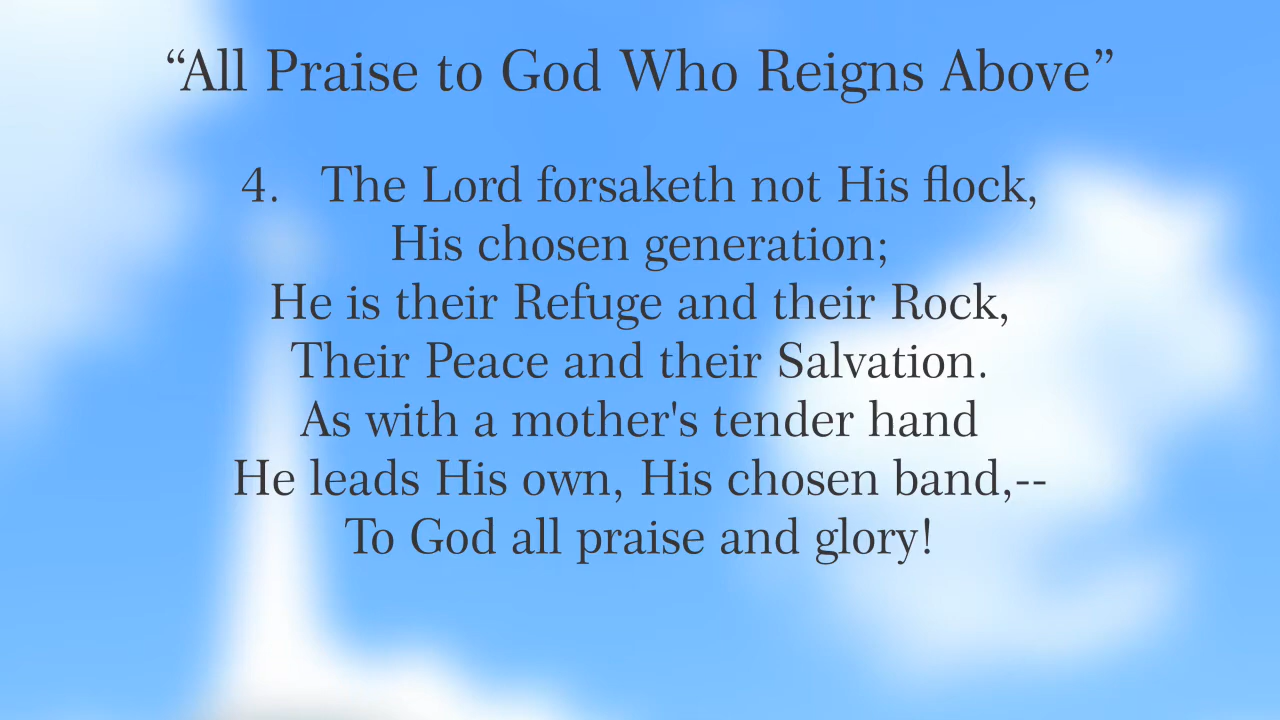 “All Praise to God Who Reigns Above”
4. The Lord forsaketh not His flock,
His chosen generation;
He is their Refuge and their Rock,
Their Peace and their Salvation.
As with a mother's tender hand
He leads His own, His chosen band,--
To God all praise and glory!